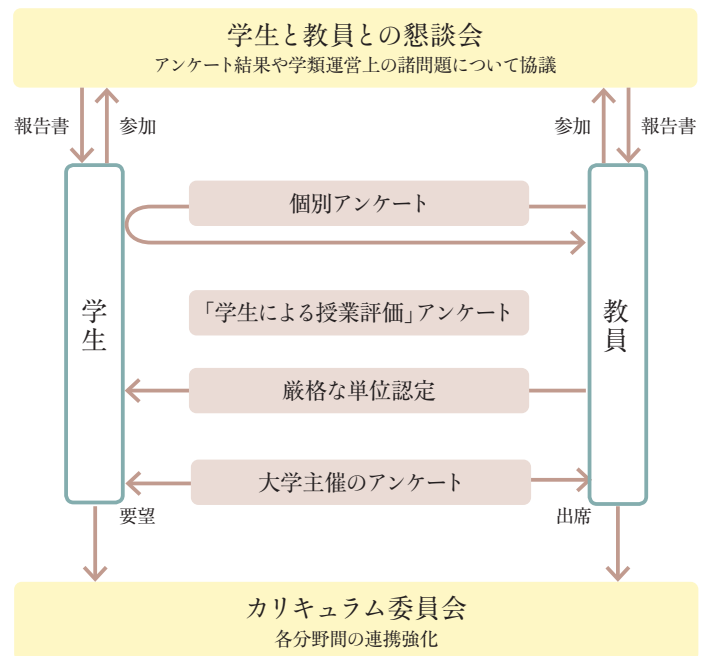 学生と教員との懇談会
アンケート結果や学類運営上の諸問題について協議
報告書
参加
参加
報告書
個別アンケート
学生
教員
「学生による授業評価」アンケート
厳格な単位認定
大学主催のアンケート
要望
出席
カリキュラム委員会
各分野間の連携強化